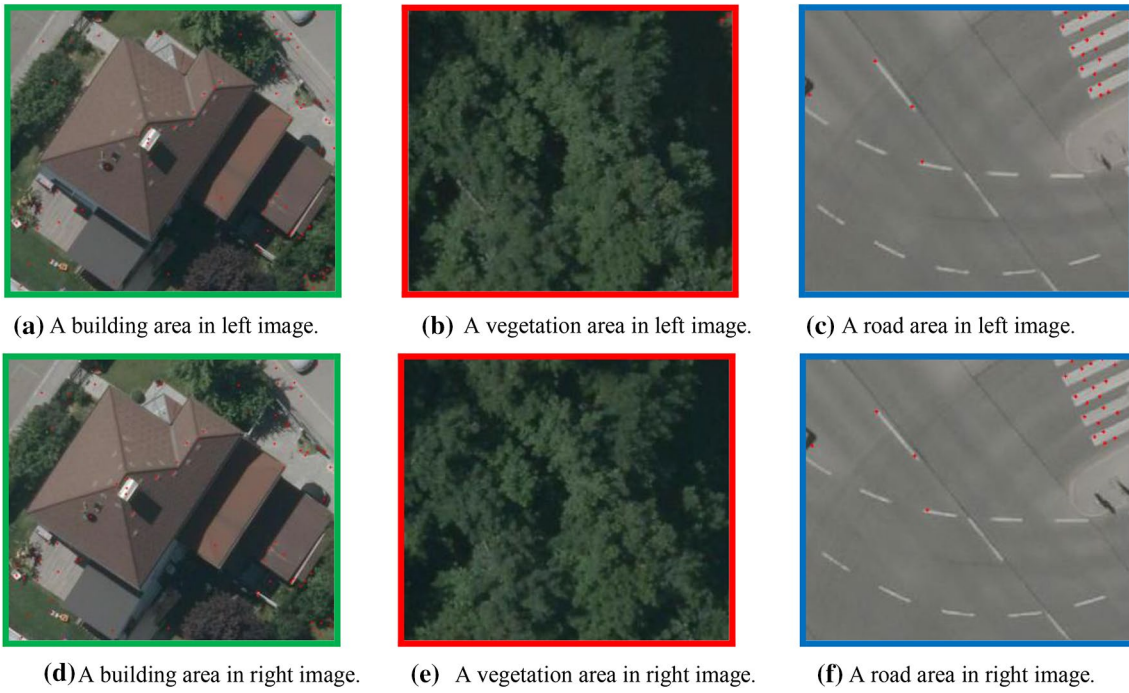 (a) A building area in left image.
(b) A vegetation area in left image.
(c) A road area in left image.
(d) A building area in right image.
(e) A vegetation area in right image.
(f) A road area in right image.